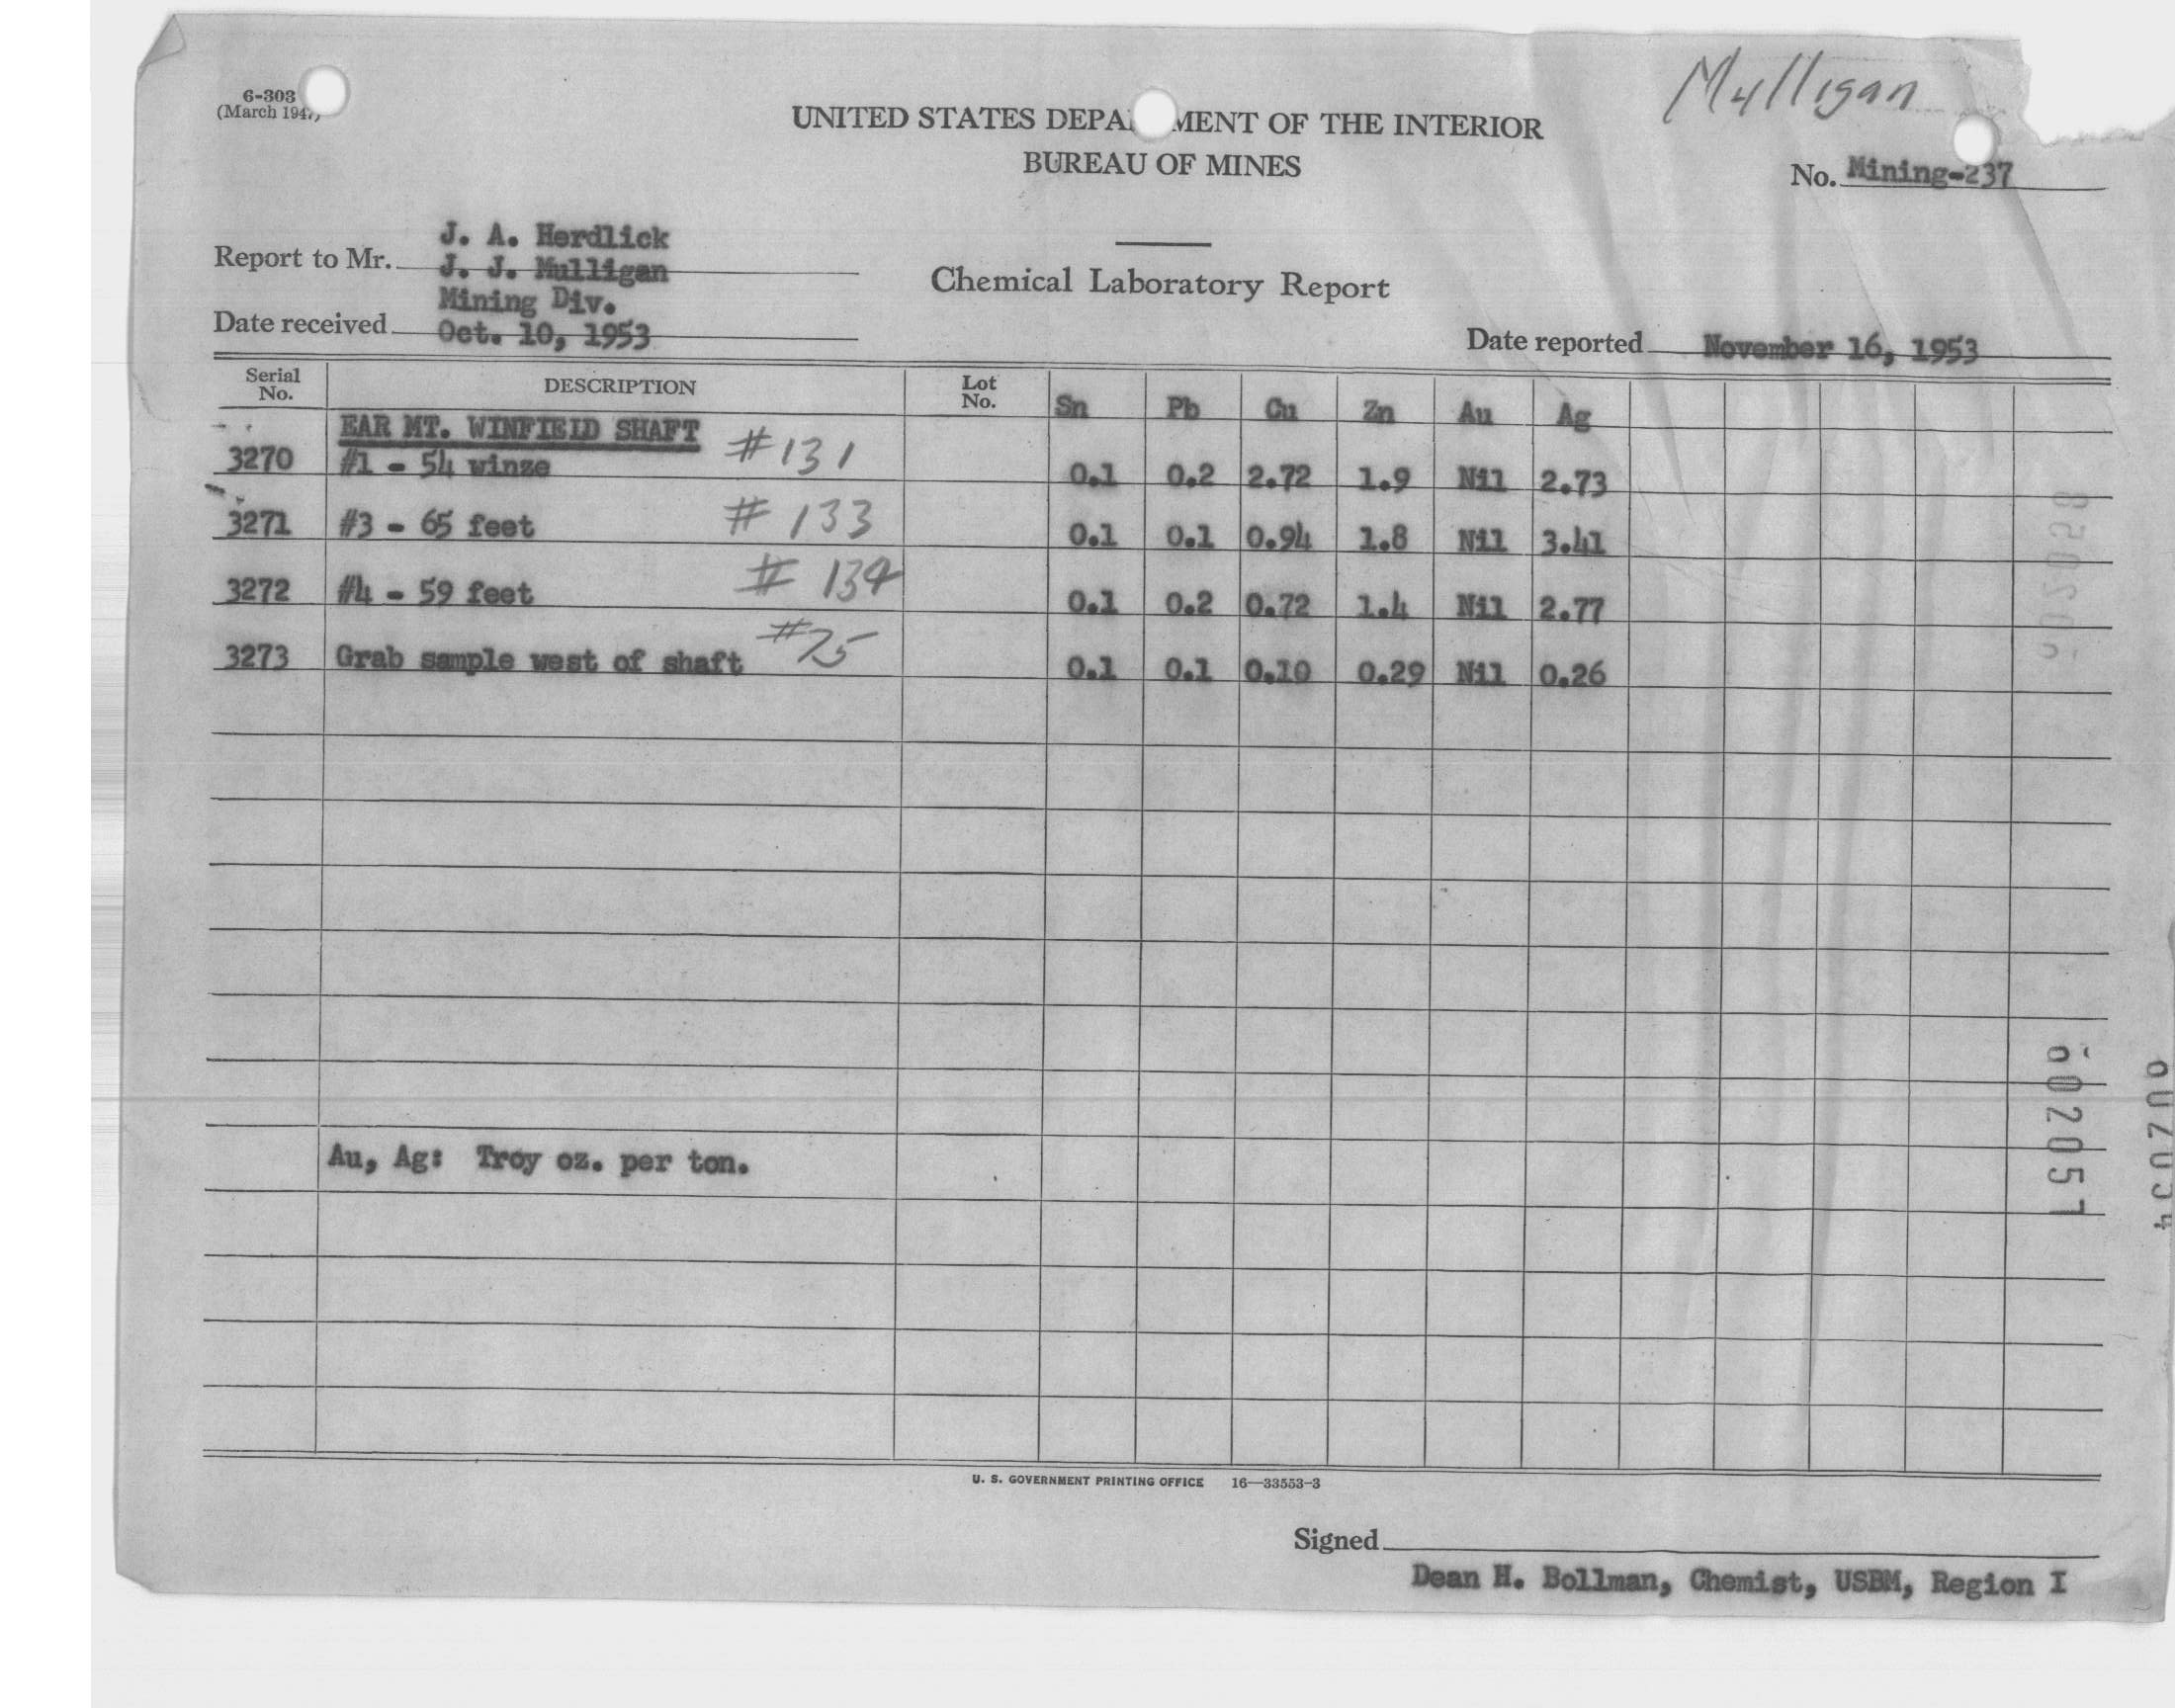 6-303
(March 1947)
Mulligan
UNITED STATES DEPARTMENT OF THE INTERIOR
BUREAU OF MINES
No. Mining-237
J. A. Herdlick
Report to Mr. J. J. Mulligan
Mining Div.
Date received Oct. 10, 1953
Chemical Laboratory Report
Date reported November 16, 1953
Serial No. DESCRIPTION Lot No. Sn Pb Cu Zn Au Ag
EAR MT. WINFIELD SHAFT
3270 #1 - 54 winze #131 0.1 0.2 2.72 1.9 Nil 2.73
3271 #3 - 65 feet #133 0.1 0.1 0.94 1.8 Nil 3.41
3272 #4 - 59 feet #134 0.1 0.2 0.72 1.4 Nil 2.77
3273 Grab sample west of shaft #75 0.1 0.1 0.10 0.29 Nil 0.26
Au, Ag: Troy oz. per ton.
602057
U. S. GOVERNMENT PRINTING OFFICE 16—33553-3
Signed
Dean H. Bollman, Chemist, USBM, Region I